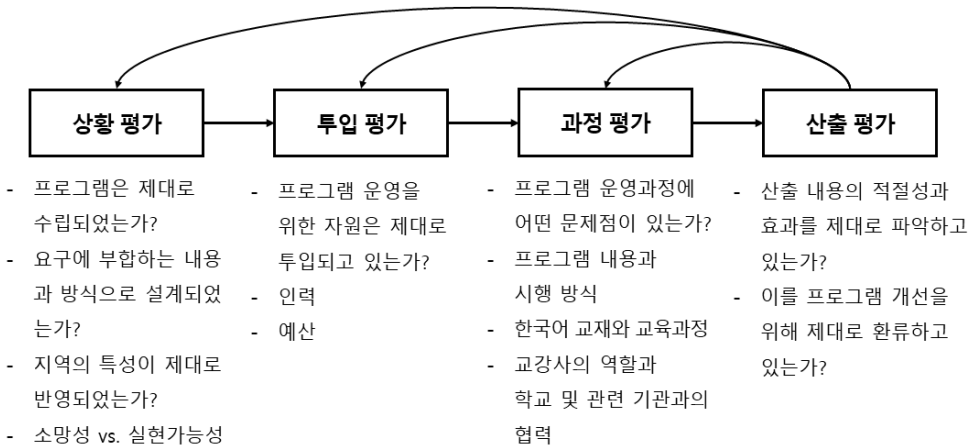 상황 평가
투입 평가
과정 평가
산출 평가
- 프로그램은 제대로
수립되었는가?
- 요구에 부합하는 내용
과 방식으로 설계되었
는가?
- 지역의 특성이 제대로
반영되었는가?
- 소망성 vs. 실현가능성
- 프로그램 운영을
위한 자원은 제대로
투입되고 있는가?
- 인력
- 예산
- 프로그램 운영과정에
어떤 문제점이 있는가?
- 프로그램 내용과
시행 방식
- 한국어 교재와 교육과정
- 교강사의 역할과
학교 및 관련 기관과의
협력
- 산출 내용의 적절성과
효과를 제대로 파악하고
있는가?
- 이를 프로그램 개선을
위해 제대로 환류하고
있는가?